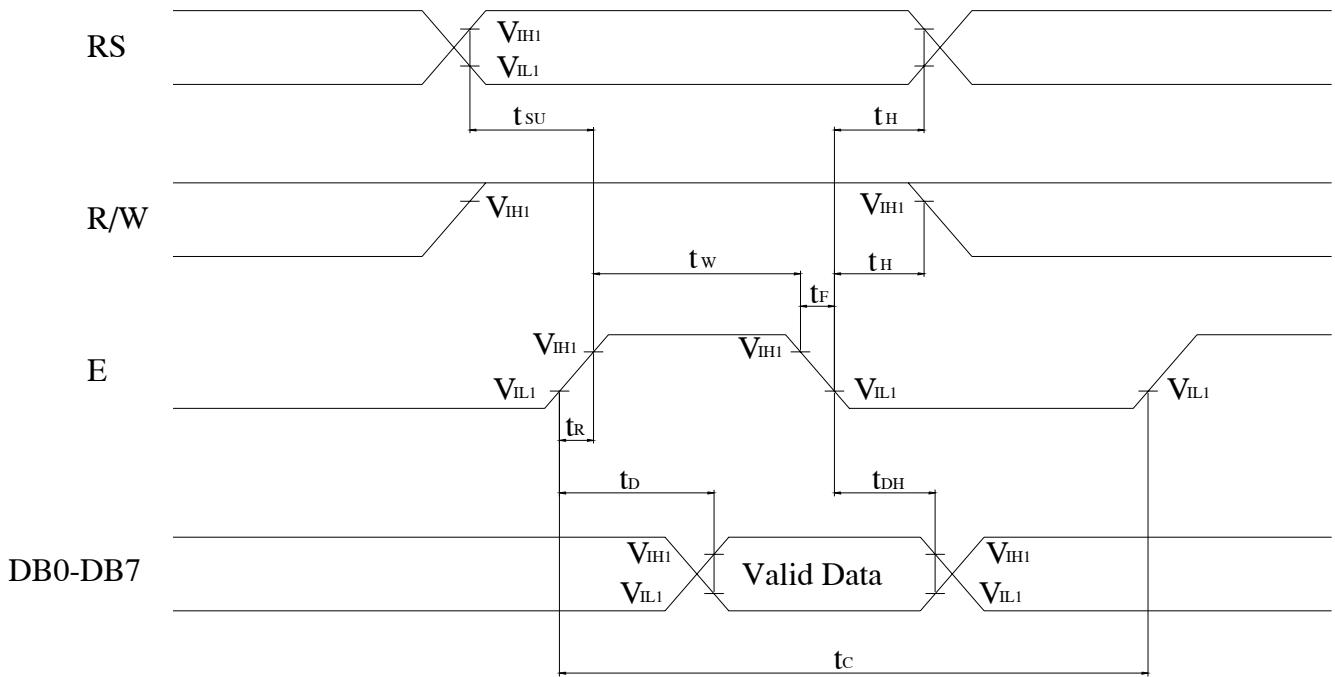 RS
VIH1
VIL1
tSU
tH
R/W
VIH1
VIH1
tW
tH
tF
E
VIH1
VIH1
VIL1
VIL1
VIL1
tR
tD
tDH
DB0-DB7
VIH1
VIL1
Valid Data
VIH1
VIL1
tC